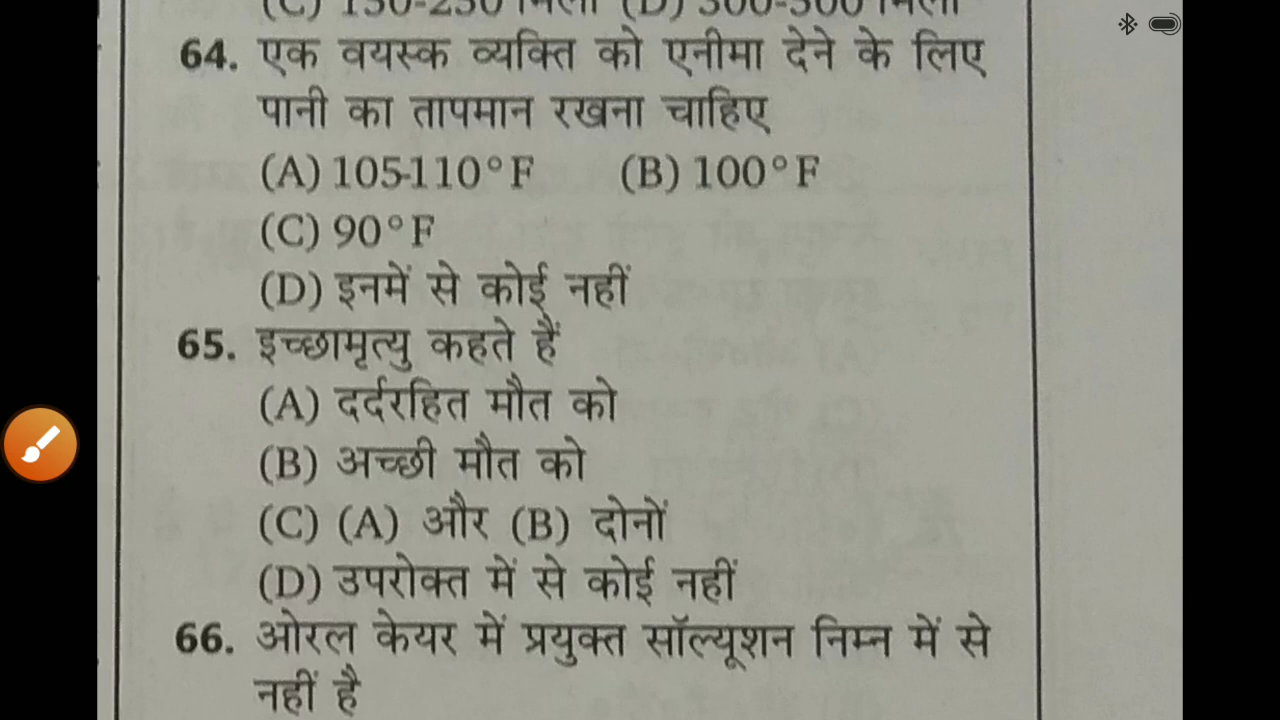 64. एक वयस्क व्यक्ति को एनीमा देने के लिए
पानी का तापमान रखना चाहिए
(A) 105-110°F (B) 100°F
(C) 90°F
(D) इनमें से कोई नहीं
65. इच्छामृत्यु कहते हैं
(A) दर्दरहित मौत को
(B) अच्छी मौत को
(C) (A) और (B) दोनों
(D) उपरोक्त में से कोई नहीं
66. ओरल केयर में प्रयुक्त सॉल्यूशन निम्न में से
नहीं है